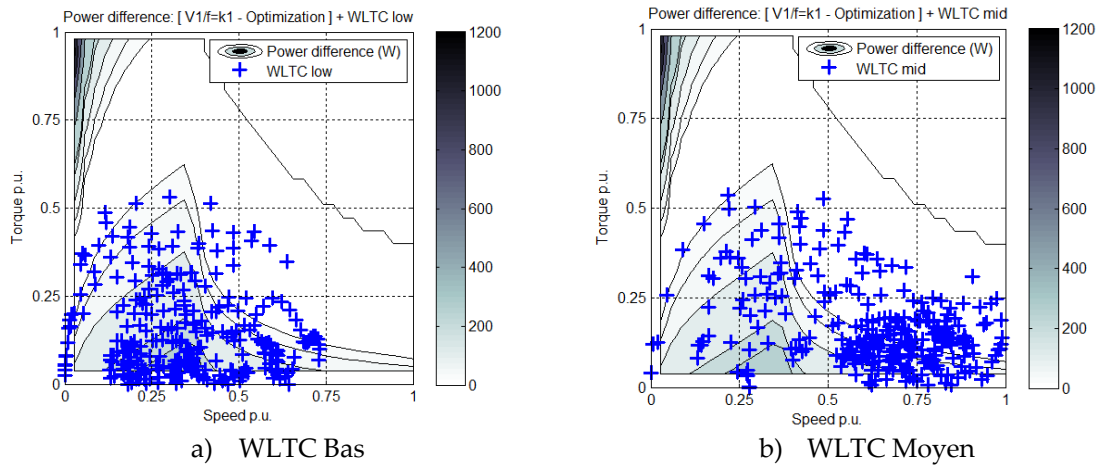 Power difference: [ V1/f=k1 - Optimization ] + WLTC low
Power difference (W)
WLTC low
1
0.75
0.5
0.25
0
Torque p.u.
0
0.25
0.5
0.75
1
Speed p.u.
1200
1000
800
600
400
200
0
a) WLTC Bas
Power difference: [ V1/f=k1 - Optimization ] + WLTC mid
Power difference (W)
WLTC mid
1
0.75
0.5
0.25
0
Torque p.u.
0
0.25
0.5
0.75
1
Speed p.u.
1200
1000
800
600
400
200
0
b) WLTC Moyen